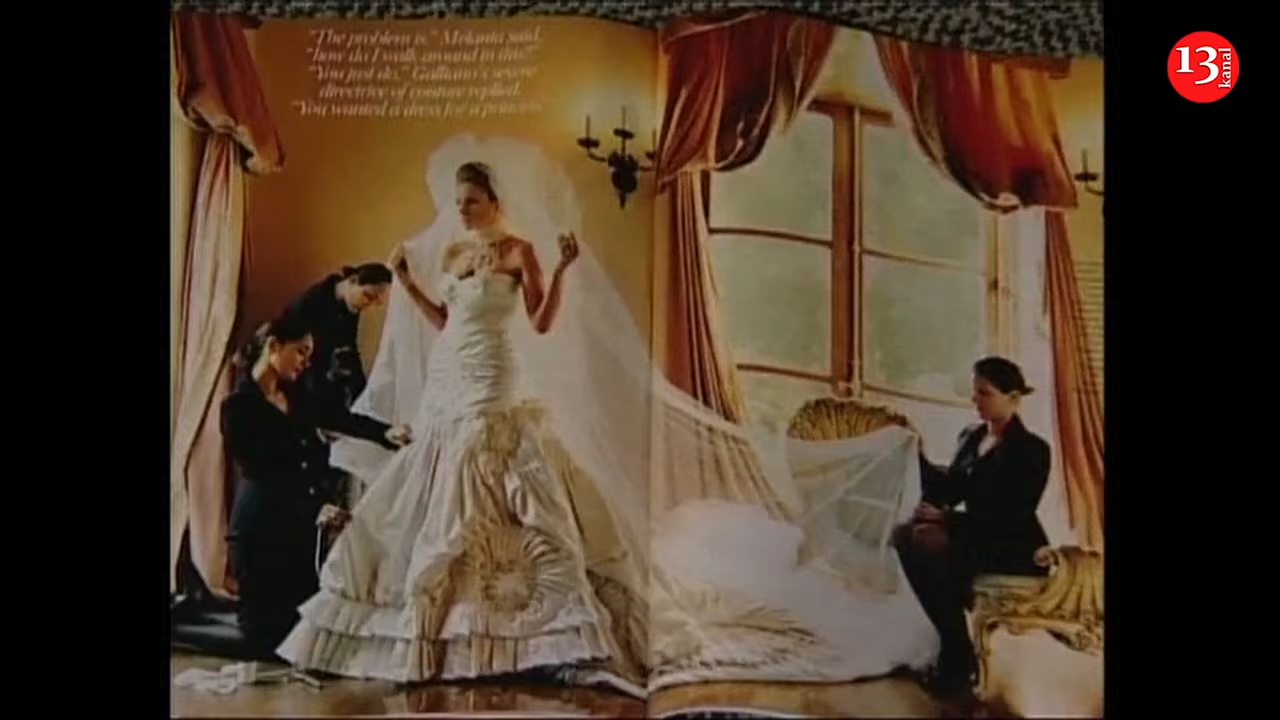 "The problem is," Melania said,
"how do I walk around in this?"
"You just do," Galliano's severe
directrice of couture replied.
"You wanted a dress for a princess
13
kanal